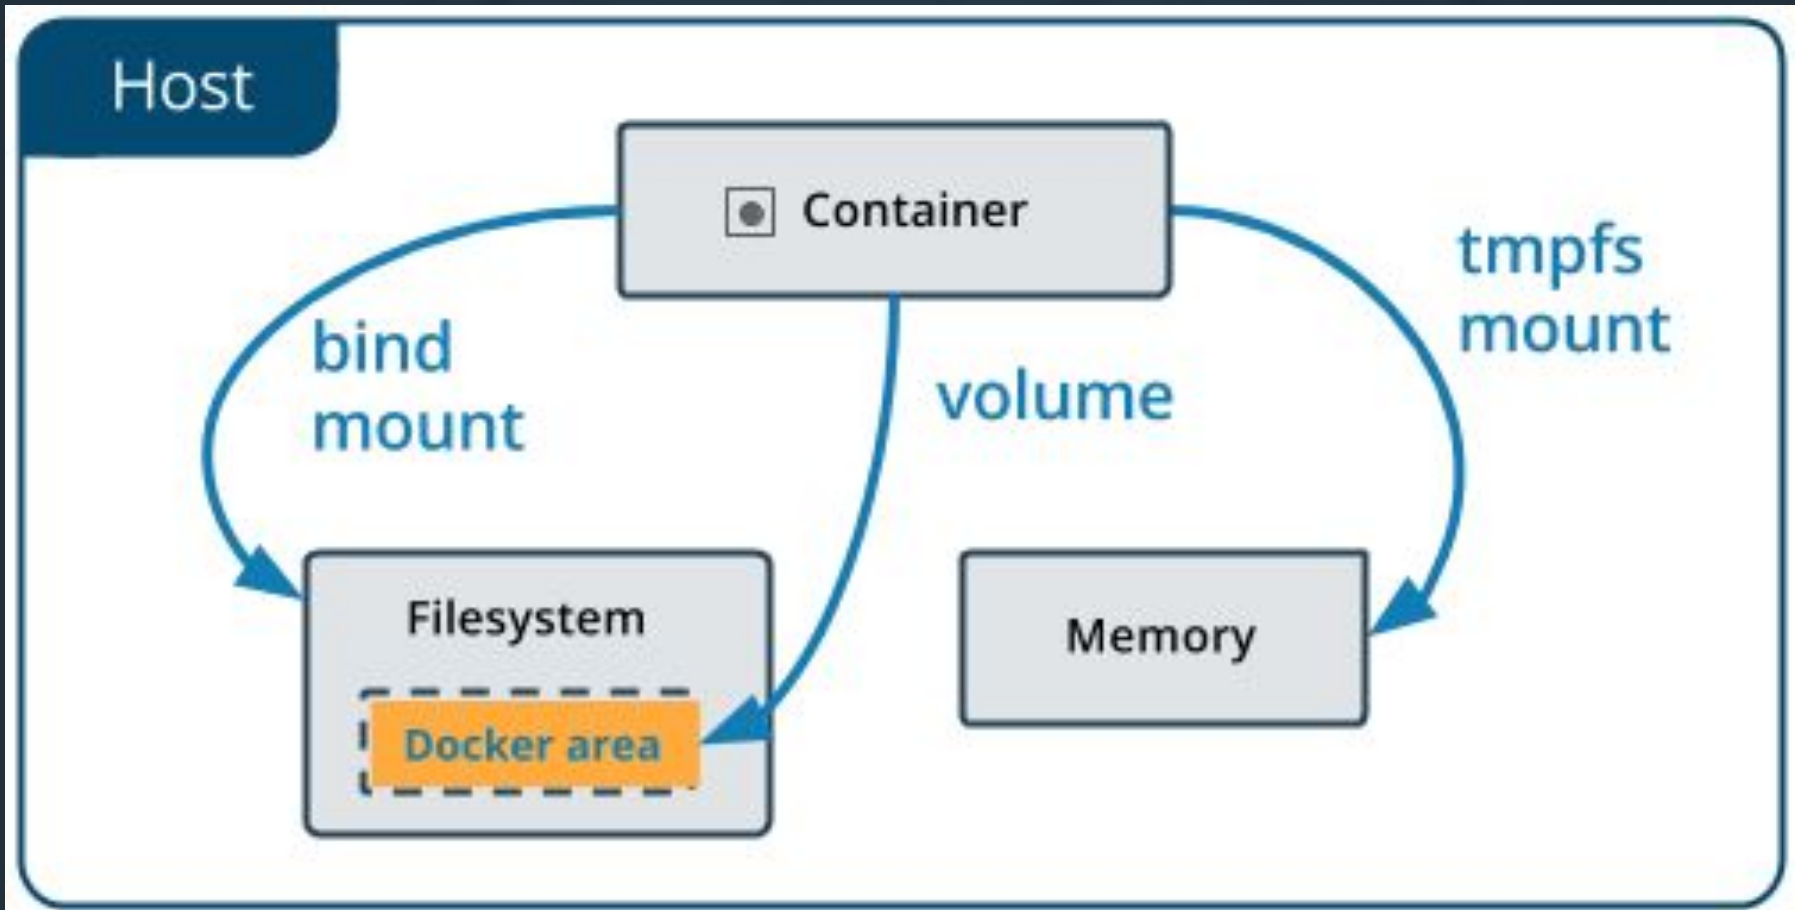 Host
Container
tmpfs
mount
bind
mount
volume
Filesystem
Memory
Docker area